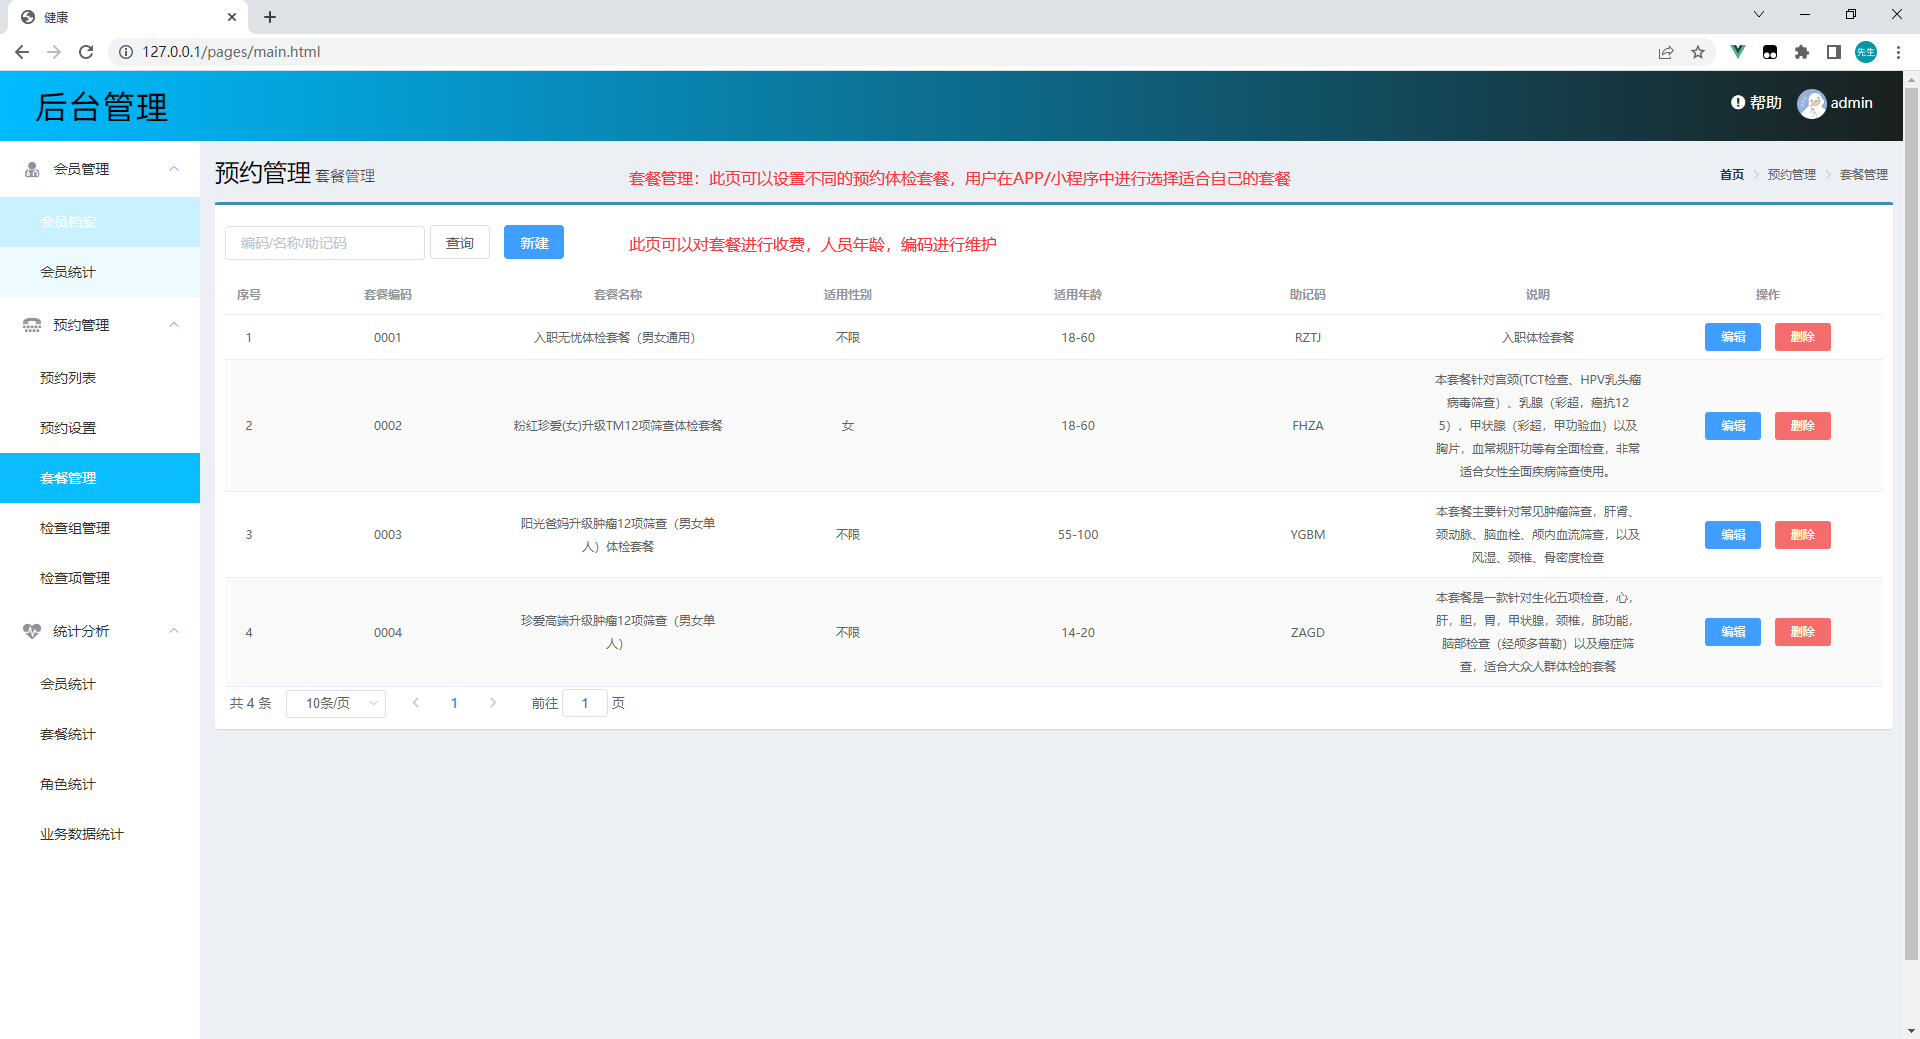 健康
127.0.0.1/pages/main.html
先生
后台管理
帮助
admin
会员管理
会员档案
会员统计
预约管理
预约列表
预约设置
套餐管理
检查组管理
检查项管理
统计分析
会员统计
套餐统计
角色统计
业务数据统计
预约管理 套餐管理
套餐管理：此页可以设置不同的预约体检套餐，用户在APP/小程序中进行选择适合自己的套餐
首页 预约管理 套餐管理
编码/名称/助记码 查询 新建
此页可以对套餐进行收费，人员年龄，编码进行维护
序号 套餐编码 套餐名称 适用性别 适用年龄 助记码 说明 操作
1 0001 入职无忧体检套餐（男女通用） 不限 18-60 RZTJ 入职体检套餐 编辑 删除
2 0002 粉红珍爱(女)升级TM12项筛查体检套餐 女 18-60 FHZA
本套餐针对宫颈(TCT检查、HPV乳头瘤
病毒筛查）、乳腺（彩超，癌抗12
5），甲状腺（彩超，甲功验血）以及
胸片，血常规肝功等有全面检查，非常
适合女性全面疾病筛查使用。
编辑 删除
3 0003
阳光爸妈升级肿瘤12项筛查（男女单
人）体检套餐
不限 55-100 YGBM
本套餐主要针对常见肿瘤筛查，肝肾、
颈动脉、脑血栓、颅内血流筛查，以及
风湿、颈椎、骨密度检查
编辑 删除
4 0004
珍爱高端升级肿瘤12项筛查（男女单
人）
不限 14-20 ZAGD
本套餐是一款针对生化五项检查，心，
肝，胆，胃，甲状腺，颈椎，肺功能，
脑部检查（经颅多普勒）以及癌症筛
查，适合大众人群体检的套餐
编辑 删除
共 4 条 10条/页 1 前往 1 页